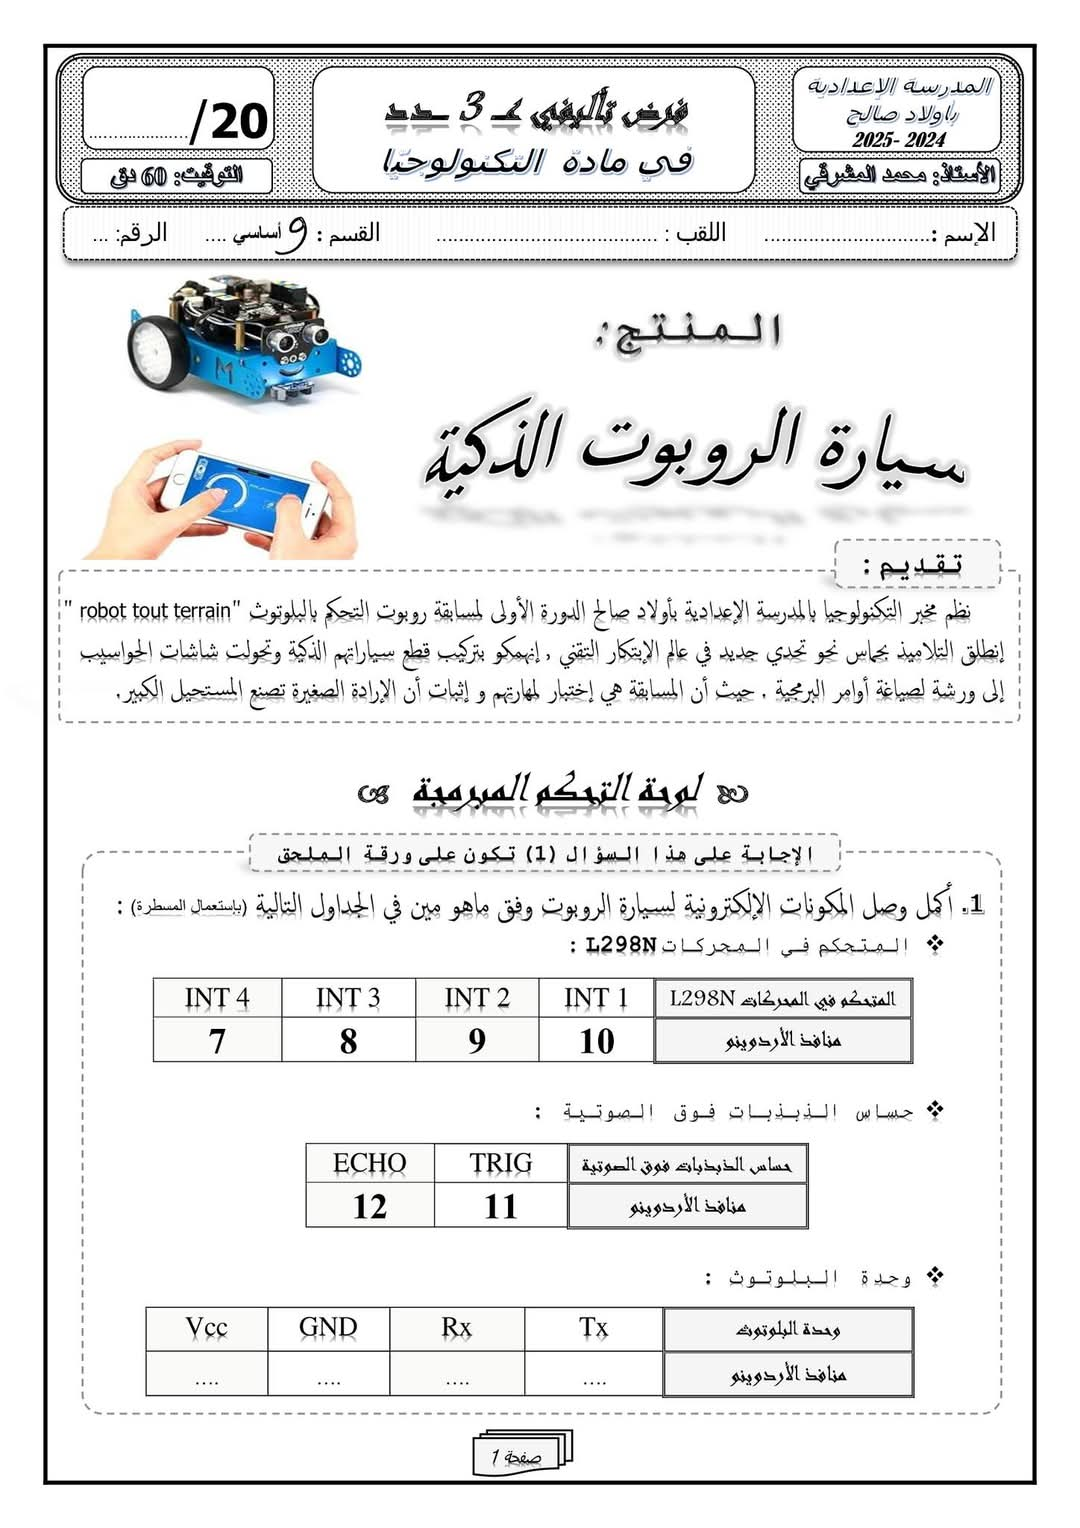 المدرسة الإعدادية
بأولاد صالح
2025- 2024
الأستاذ: محمد المشرقي
فرض تأليفي عـ 3 ـدد
في مادة التكنولوجيا
/20
التوقيت: 60 دق
الإسم :.............................. اللقب : ........................................ القسم : 9 أساسي .... الرقم: ...
المنتج:
سيارة الروبوت الذكية
تقديم :
نظم مخبر التكنولوجيا بالمدرسة الإعدادية بأولاد صالح الدورة الأولى لمسابقة روبوت التحكم بالبلوتوث "robot tout terrain "
إنطلق التلاميذ بحماس نحو تحدي جديد في عالم الإبتكار التقني , إنهمكو بتركيب قطع سياراتهم الذكية وتحولت شاشات الحواسيب
إلى ورشة لصياغة أوامر البرمجية . حيث أن المسابقة هي إختبار لمهارتهم و إثبات أن الإرادة الصغيرة تصنع المستحيل الكبير.
لوحة التحكم المبرمجة
الإجابة على هذا السؤال (1) تكون على ورقة الملحق
1. أكمل وصل المكونات الإلكترونية لسيارة الروبوت وفق ماهو مبن في الجداول التالية (بإستعمال المسطرة) :
❖ المتحكم في المحركات L298N :
المتحكم في المحركات L298N INT 1 INT 2 INT 3 INT 4
منافذ الأردوينو 10 9 8 7
❖ حساس الذبذبات فوق الصوتية :
حساس الذبذبات فوق الصوتية TRIG ECHO
منافذ الأردوينو 11 12
❖ وحدة البلوتوث :
وحدة البلوتوث Tx Rx GND Vcc
منافذ الأردوينو .... .... .... ....
صفحة 1
M